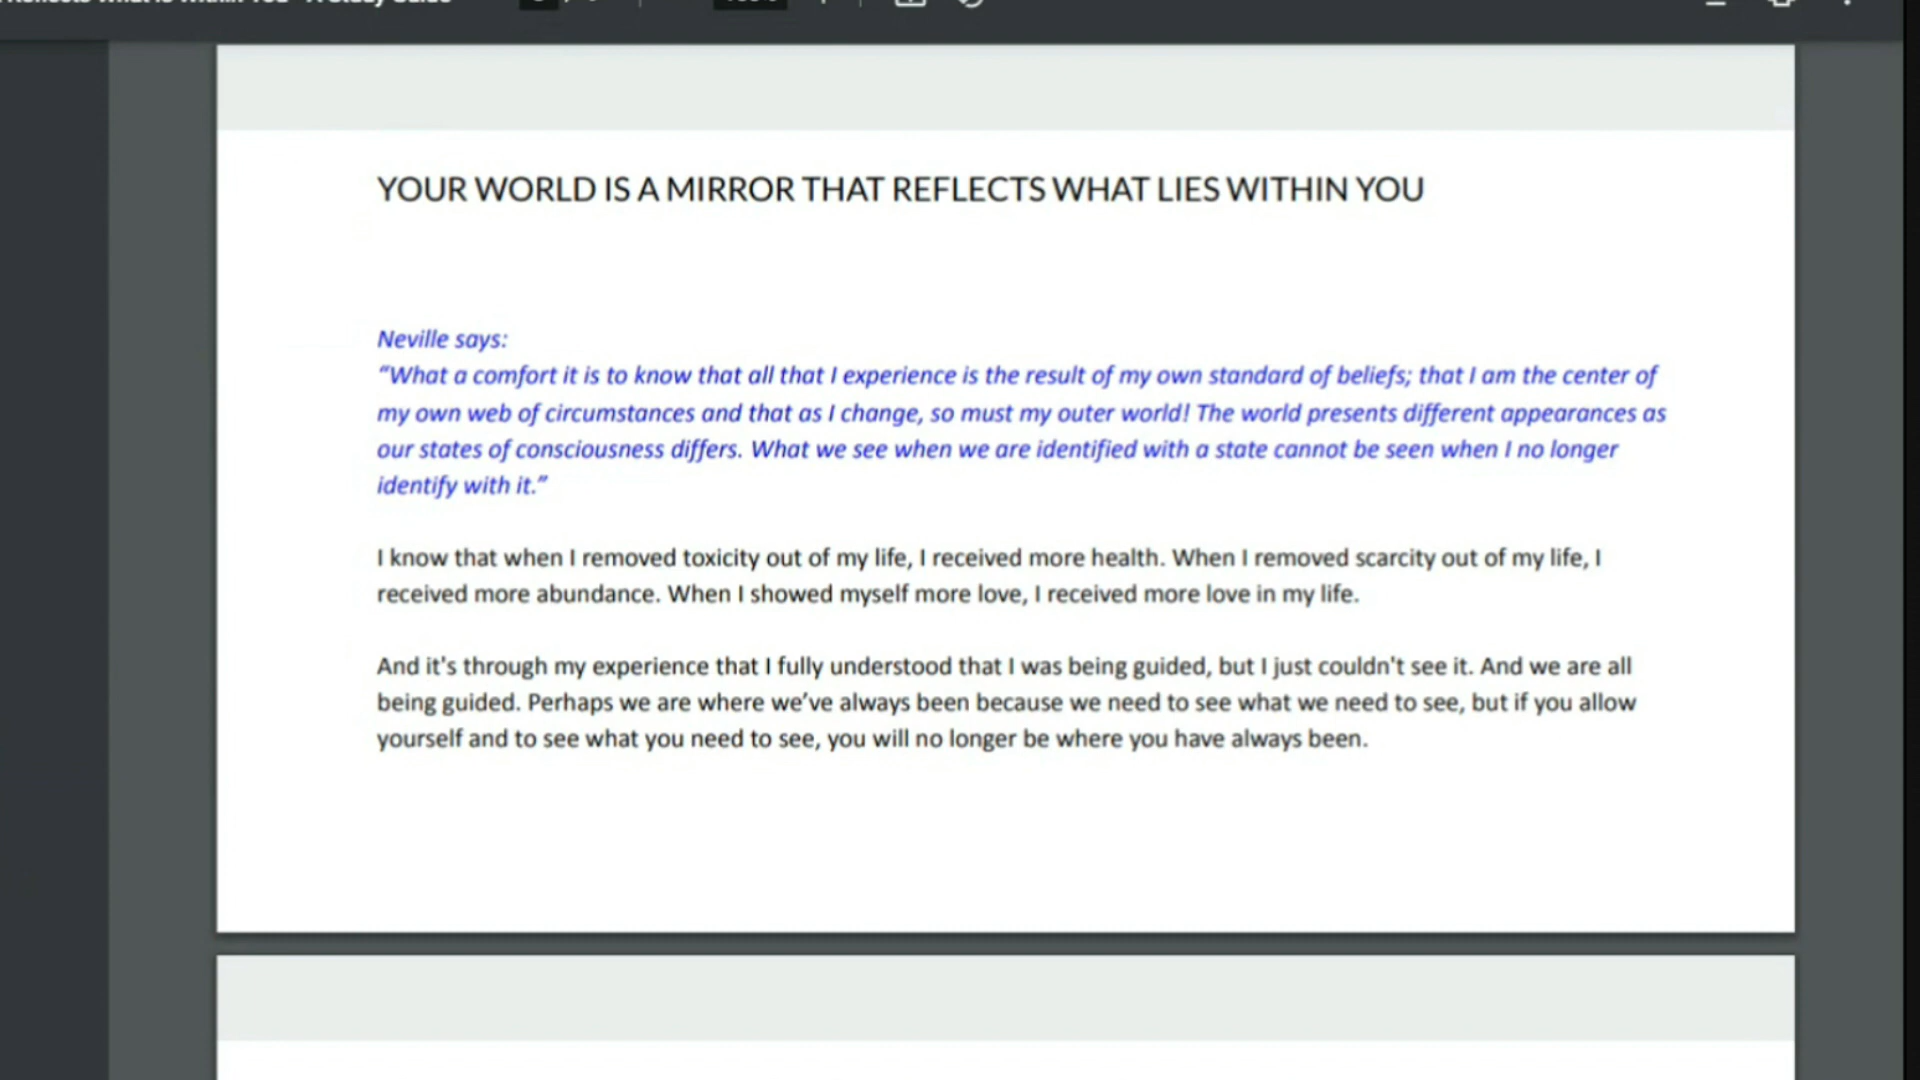 YOUR WORLD IS A MIRROR THAT REFLECTS WHAT LIES WITHIN YOU
Neville says:
“What a comfort it is to know that all that I experience is the result of my own standard of beliefs; that I am the center of
my own web of circumstances and that as I change, so must my outer world! The world presents different appearances as
our states of consciousness differs. What we see when we are identified with a state cannot be seen when I no longer
identify with it.”
I know that when I removed toxicity out of my life, I received more health. When I removed scarcity out of my life, I
received more abundance. When I showed myself more love, I received more love in my life.
And it's through my experience that I fully understood that I was being guided, but I just couldn't see it. And we are all
being guided. Perhaps we are where we’ve always been because we need to see what we need to see, but if you allow
yourself and to see what you need to see, you will no longer be where you have always been.